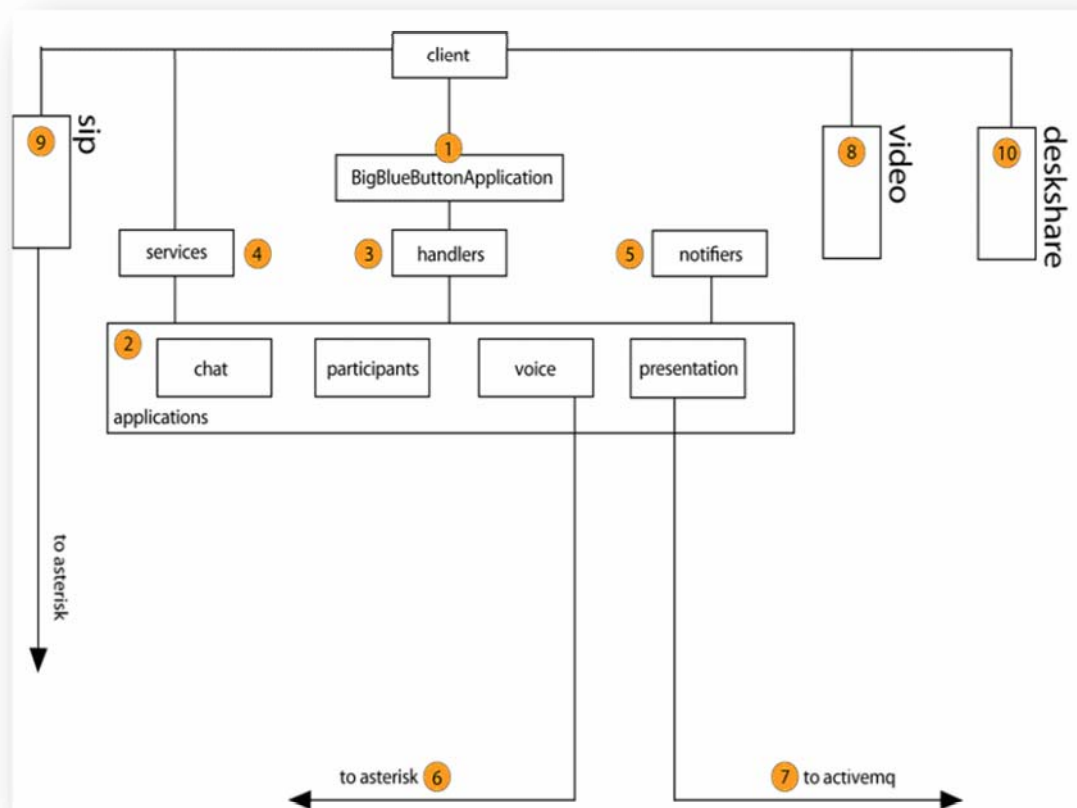 client
sip
9
1
BigBlueButtonApplication
8
video
10
deskshare
services
4
3
handlers
5
notifiers
2
chat
participants
voice
presentation
applications
to asterisk
to asterisk 6
7 to activemq